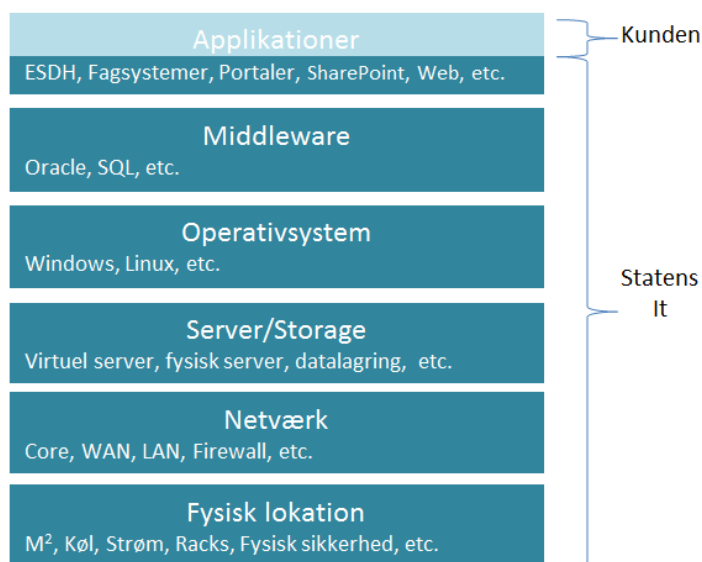 Applikationer
ESDH, Fagsystemer, Portaler, SharePoint, Web, etc.
Kunden
Middleware
Oracle, SQL, etc.
Operativsystem
Windows, Linux, etc.
Statens
It
Server/Storage
Virtuel server, fysisk server, datalagring, etc.
Netværk
Core, WAN, LAN, Firewall, etc.
Fysisk lokation
M², Køl, Strøm, Racks, Fysisk sikkerhed, etc.